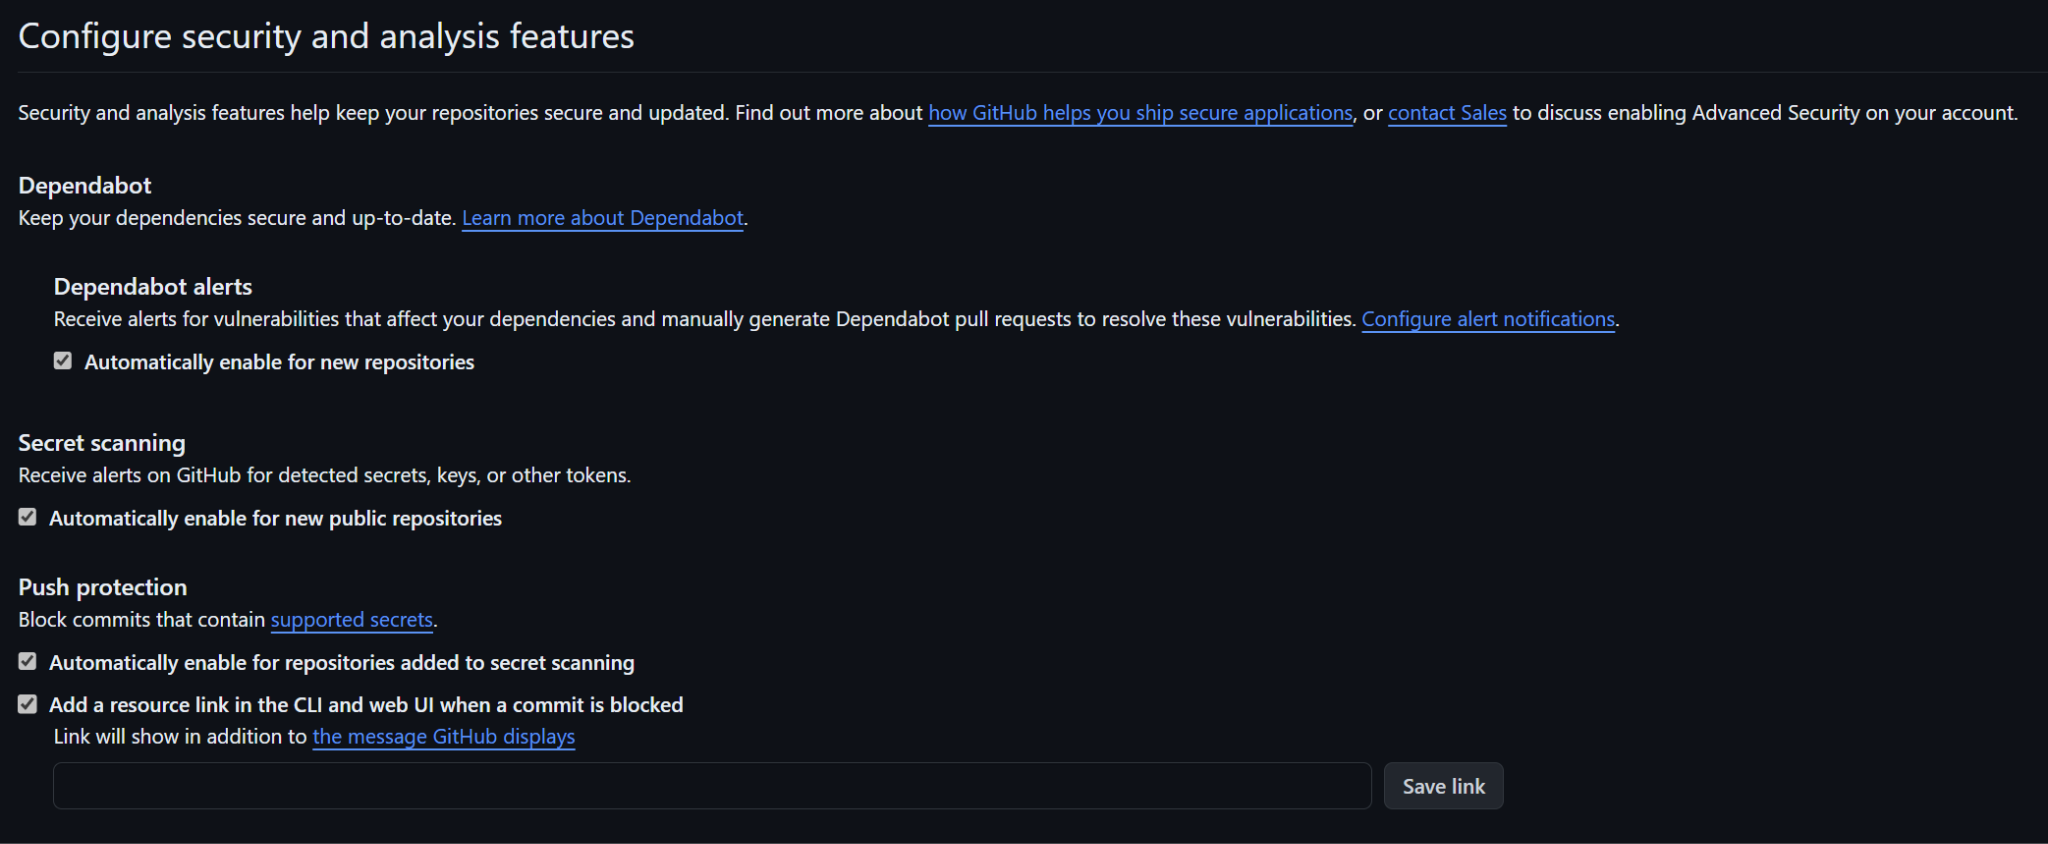 Configure security and analysis features
Security and analysis features help keep your repositories secure and updated. Find out more about how GitHub helps you ship secure applications, or contact Sales to discuss enabling Advanced Security on your account.
Dependabot
Keep your dependencies secure and up-to-date. Learn more about Dependabot.
Dependabot alerts
Receive alerts for vulnerabilities that affect your dependencies and manually generate Dependabot pull requests to resolve these vulnerabilities. Configure alert notifications.
Automatically enable for new repositories
Secret scanning
Receive alerts on GitHub for detected secrets, keys, or other tokens.
Automatically enable for new public repositories
Push protection
Block commits that contain supported secrets.
Automatically enable for repositories added to secret scanning
Add a resource link in the CLI and web UI when a commit is blocked
Link will show in addition to the message GitHub displays
Save link